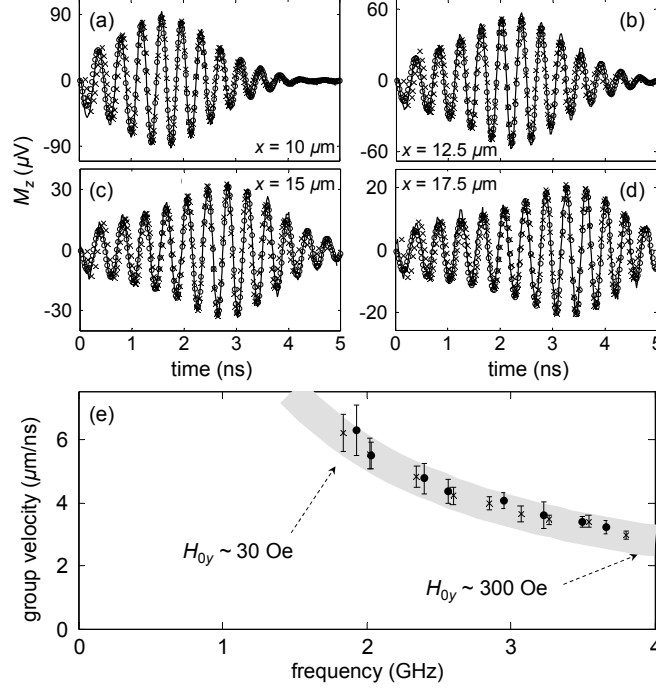 (a)
90
0
-90
x = 10 μm
(b)
60
0
-60
x = 12.5 μm
M_z (μV)
(c)
x = 15 μm
30
0
-30
0 1 2 3 4 5
time (ns)
x = 17.5 μm
(d)
20
0
-20
0 1 2 3 4 5
time (ns)
(e)
group velocity (μm/ns)
6
4
2
0
H_0y ~ 30 Oe
H_0y ~ 300 Oe
0 1 2 3 4
frequency (GHz)